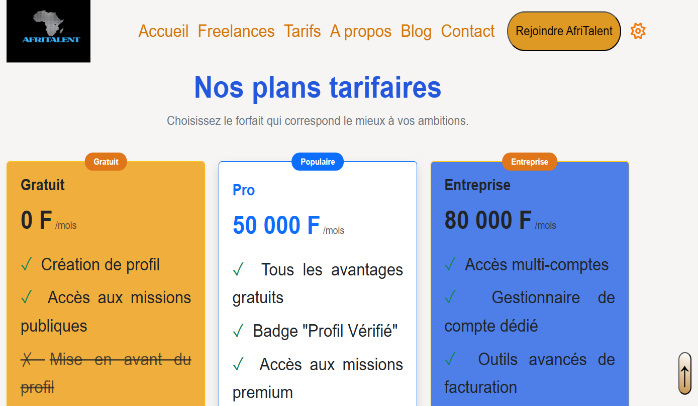 AFRITALENT
Accueil Freelances Tarifs A propos Blog Contact Rejoindre AfriTalent
Nos plans tarifaires
Choisissez le forfait qui correspond le mieux à vos ambitions.
Gratuit
Gratuit
0 F /mois
✓ Création de profil
✓ Accès aux missions
publiques
✗ Mise en avant du
profil
Populaire
Pro
50 000 F /mois
✓ Tous les avantages
gratuits
✓ Badge "Profil Vérifié"
✓ Accès aux missions
premium
Entreprise
Entreprise
80 000 F /mois
✓ Accès multi-comptes
✓ Gestionnaire de
compte dédié
✓ Outils avancés de
facturation